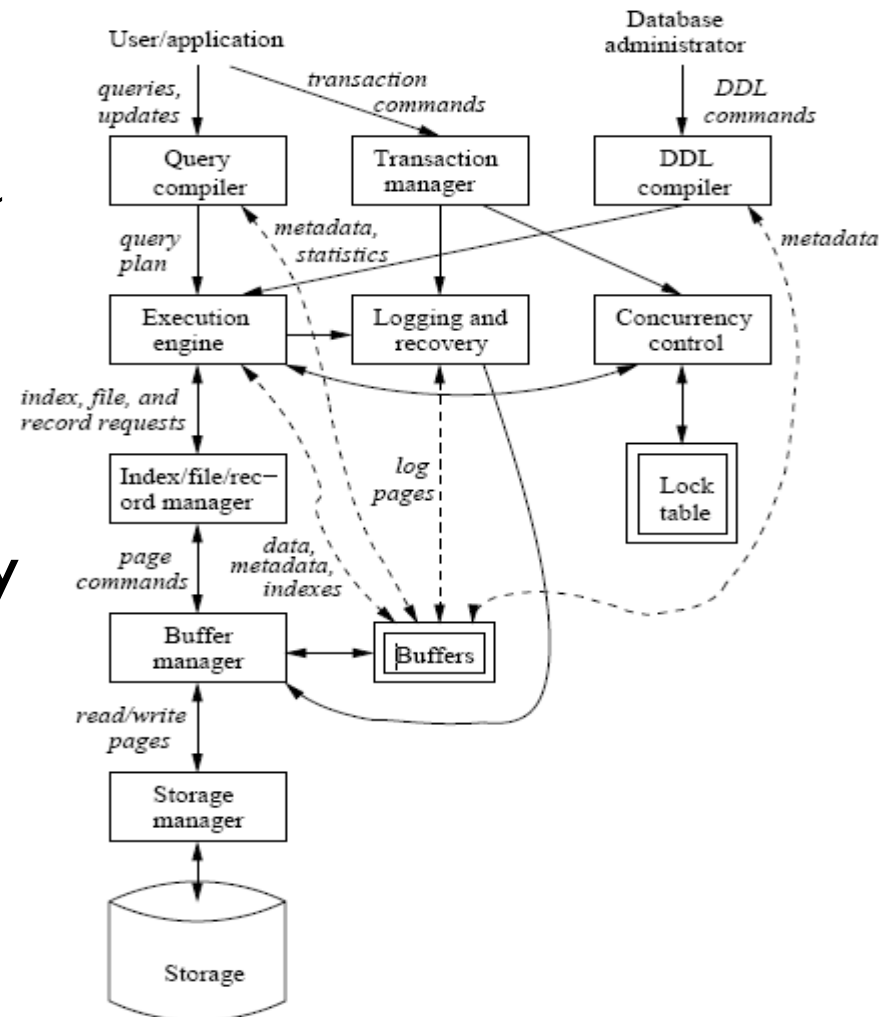 User/application
Database
administrator
queries,
updates
transaction
commands
DDL
commands
Query
compiler
Transaction
manager
DDL
compiler
query
plan
metadata,
statistics
metadata
Execution
engine
Logging and
recovery
Concurrency
control
index, file, and
record requests
Index/file/rec-
ord manager
log
pages
Lock
table
page
commands
data,
metadata,
indexes
y
Buffer
manager
Buffers
read/write
pages
Storage
manager
Storage